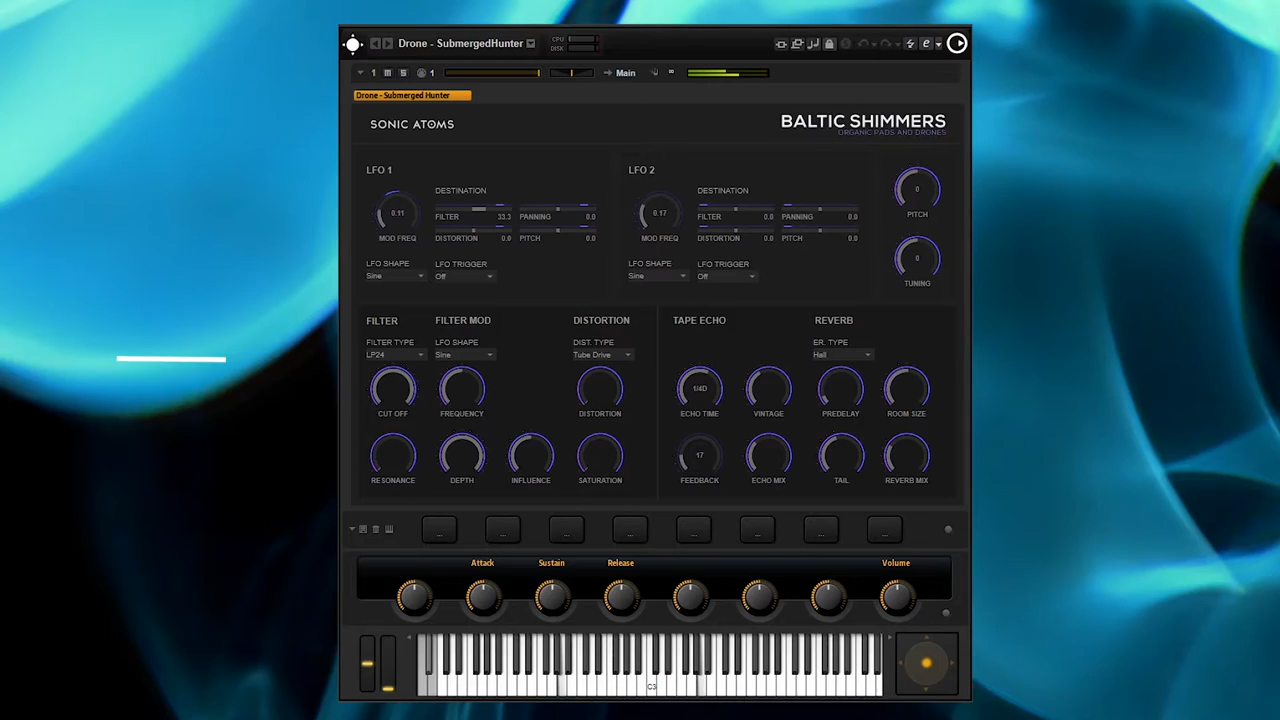 Drone - SubmergedHunter
CPU
DISK
1 M S 1 Main
Drone - Submerged Hunter
SONIC ATOMS
BALTIC SHIMMERS
ORGANIC PADS AND DRONES
LFO 1
DESTINATION
0.11
MOD FREQ
FILTER 33.3 PANNING 0.0
DISTORTION 0.0 PITCH 0.0
LFO SHAPE LFO TRIGGER
Sine Off
LFO 2
DESTINATION
0.17
MOD FREQ
FILTER 0.0 PANNING 0.0
DISTORTION 0.0 PITCH 0.0
LFO SHAPE LFO TRIGGER
Sine Off
0
PITCH
0
TUNING
FILTER FILTER MOD DISTORTION
FILTER TYPE LFO SHAPE DIST. TYPE
LP24 Sine Tube Drive
CUT OFF FREQUENCY DISTORTION
RESONANCE DEPTH INFLUENCE SATURATION
TAPE ECHO REVERB
ER. TYPE
Hall
1/4D
ECHO TIME VINTAGE PREDELAY ROOM SIZE
17
FEEDBACK ECHO MIX TAIL REVERB MIX
... ... ... ... ... ... ... ...
Attack Sustain Release Volume
C3